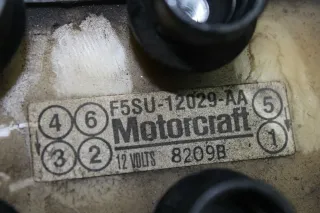 F5SU-12029-AA
4 6 Motorcraft 5
3 2 12 VOLTS 8209B 1